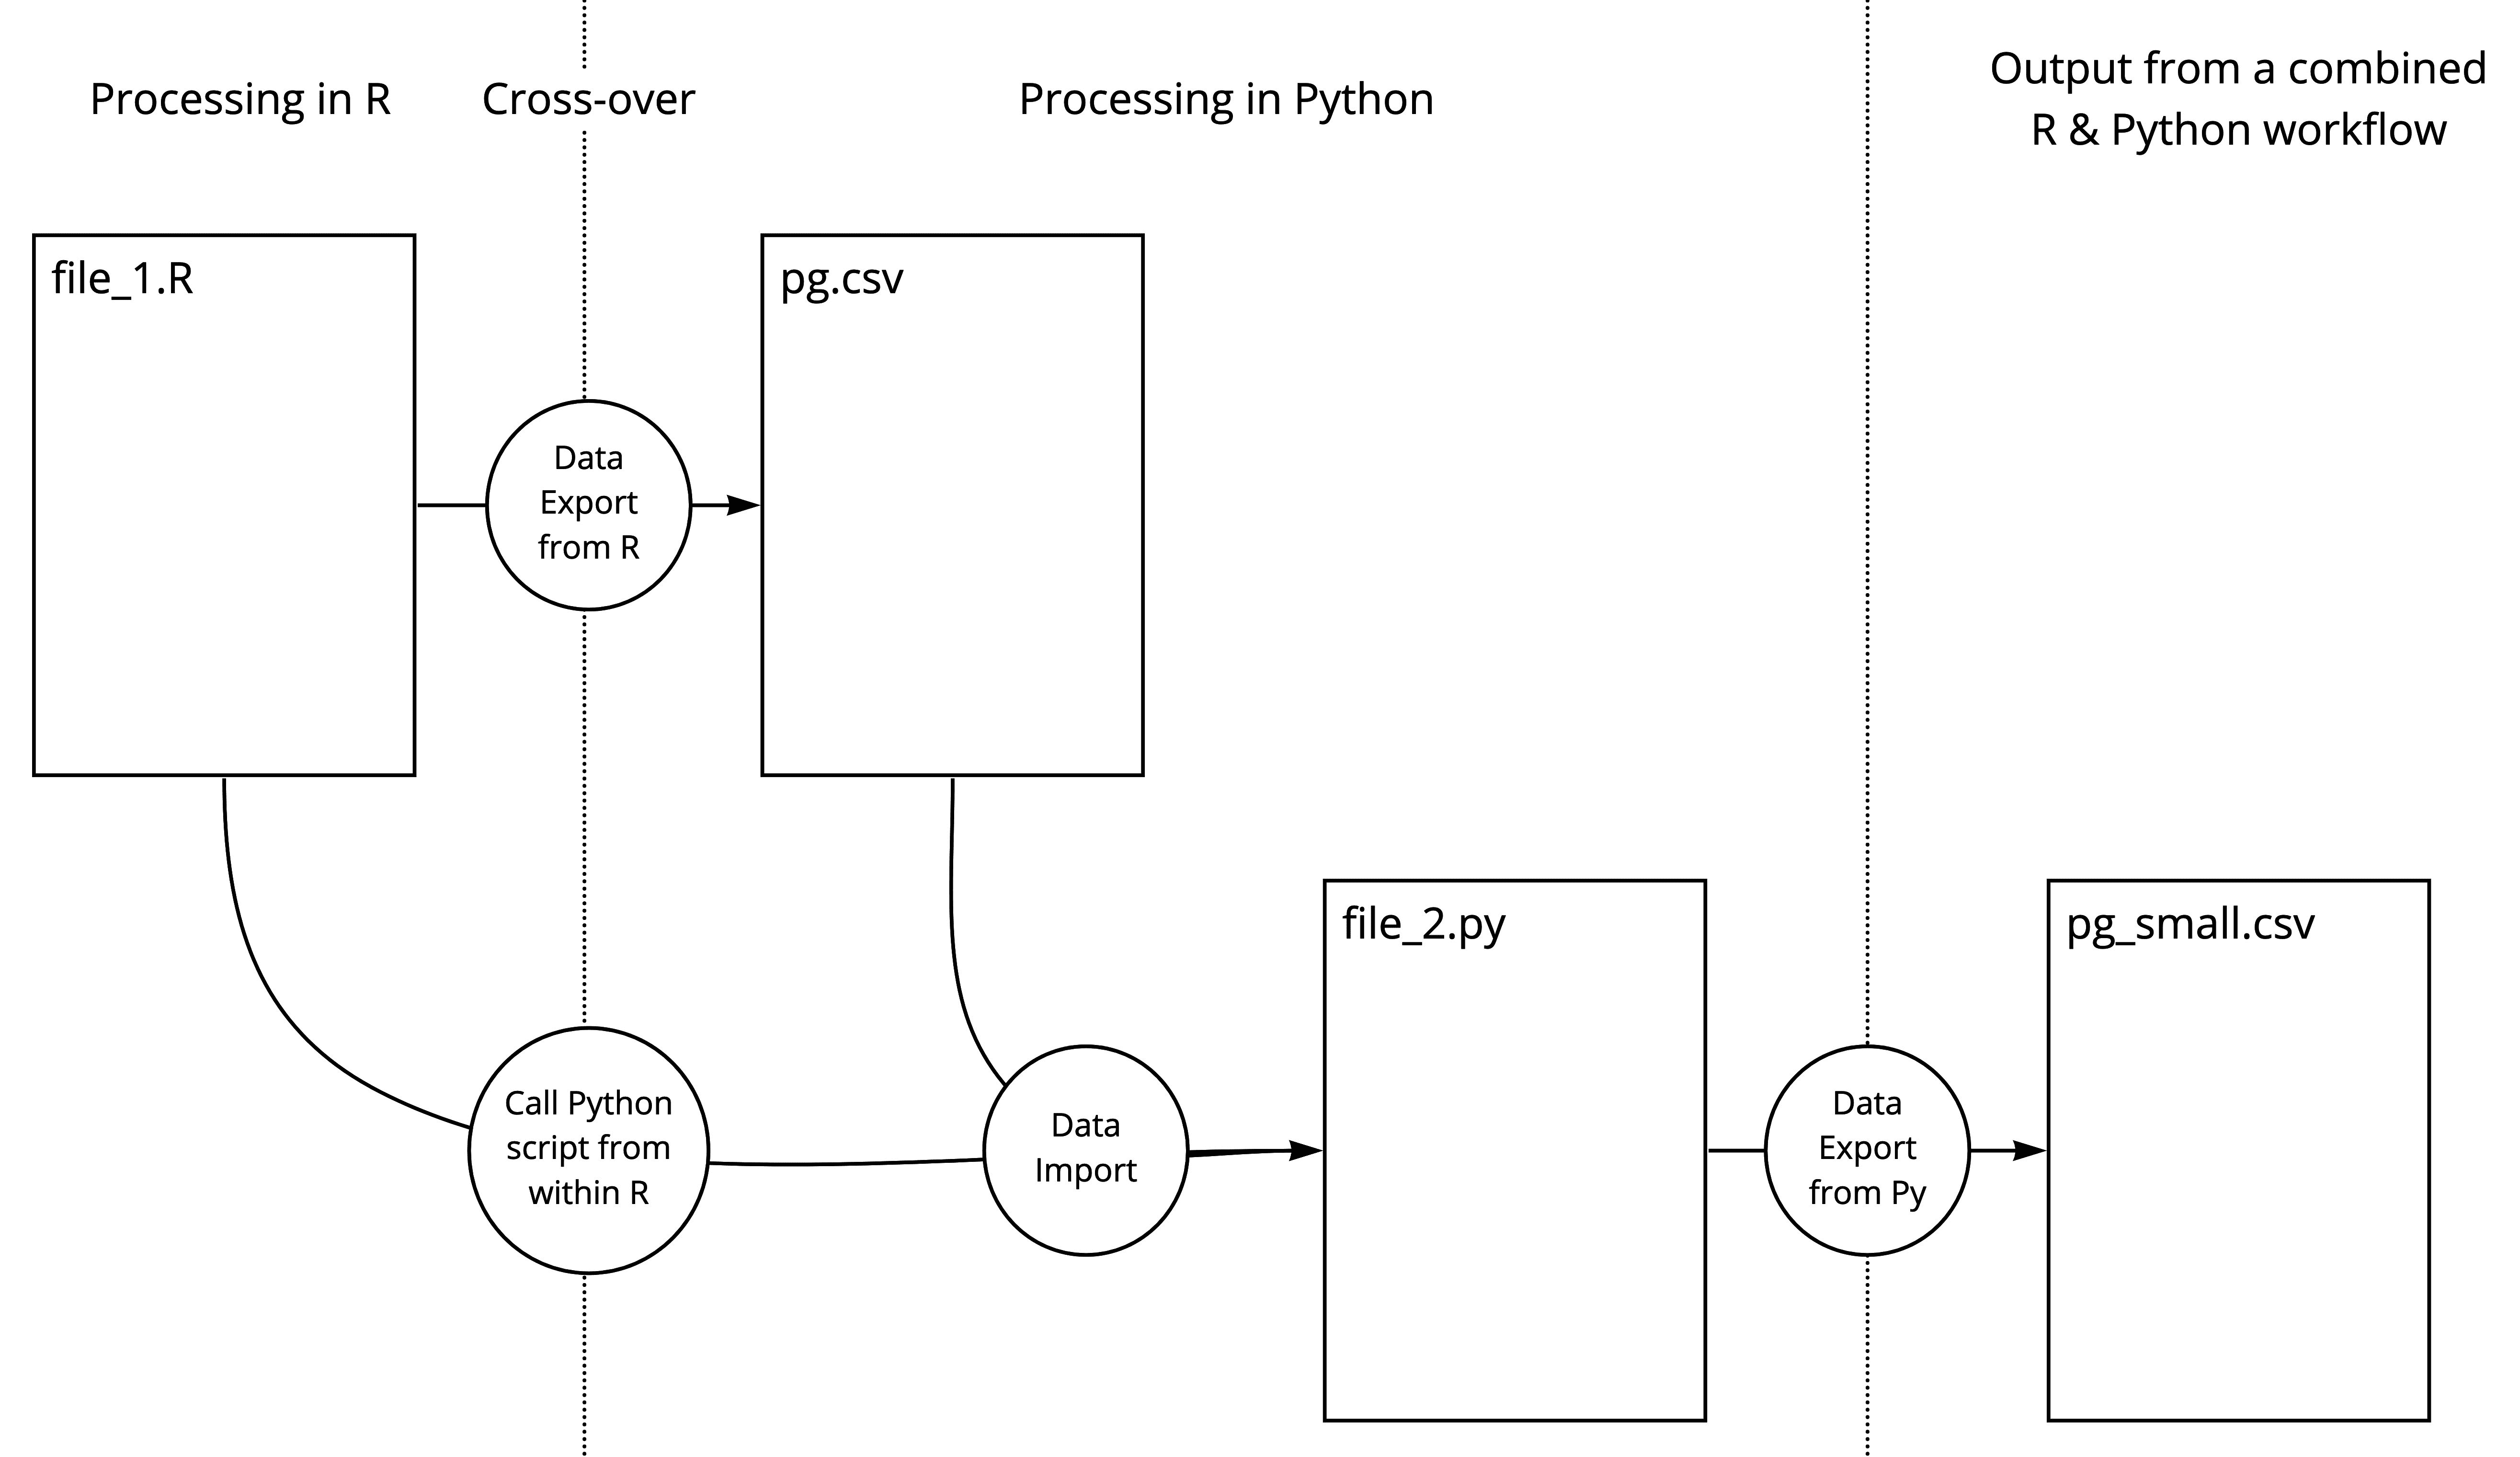 Processing in R
Cross-over
Processing in Python
Output from a combined
R & Python workflow
file_1.R
pg.csv
Data
Export
from R
file_2.py
pg_small.csv
Call Python
script from
within R
Data
Import
Data
Export
from Py